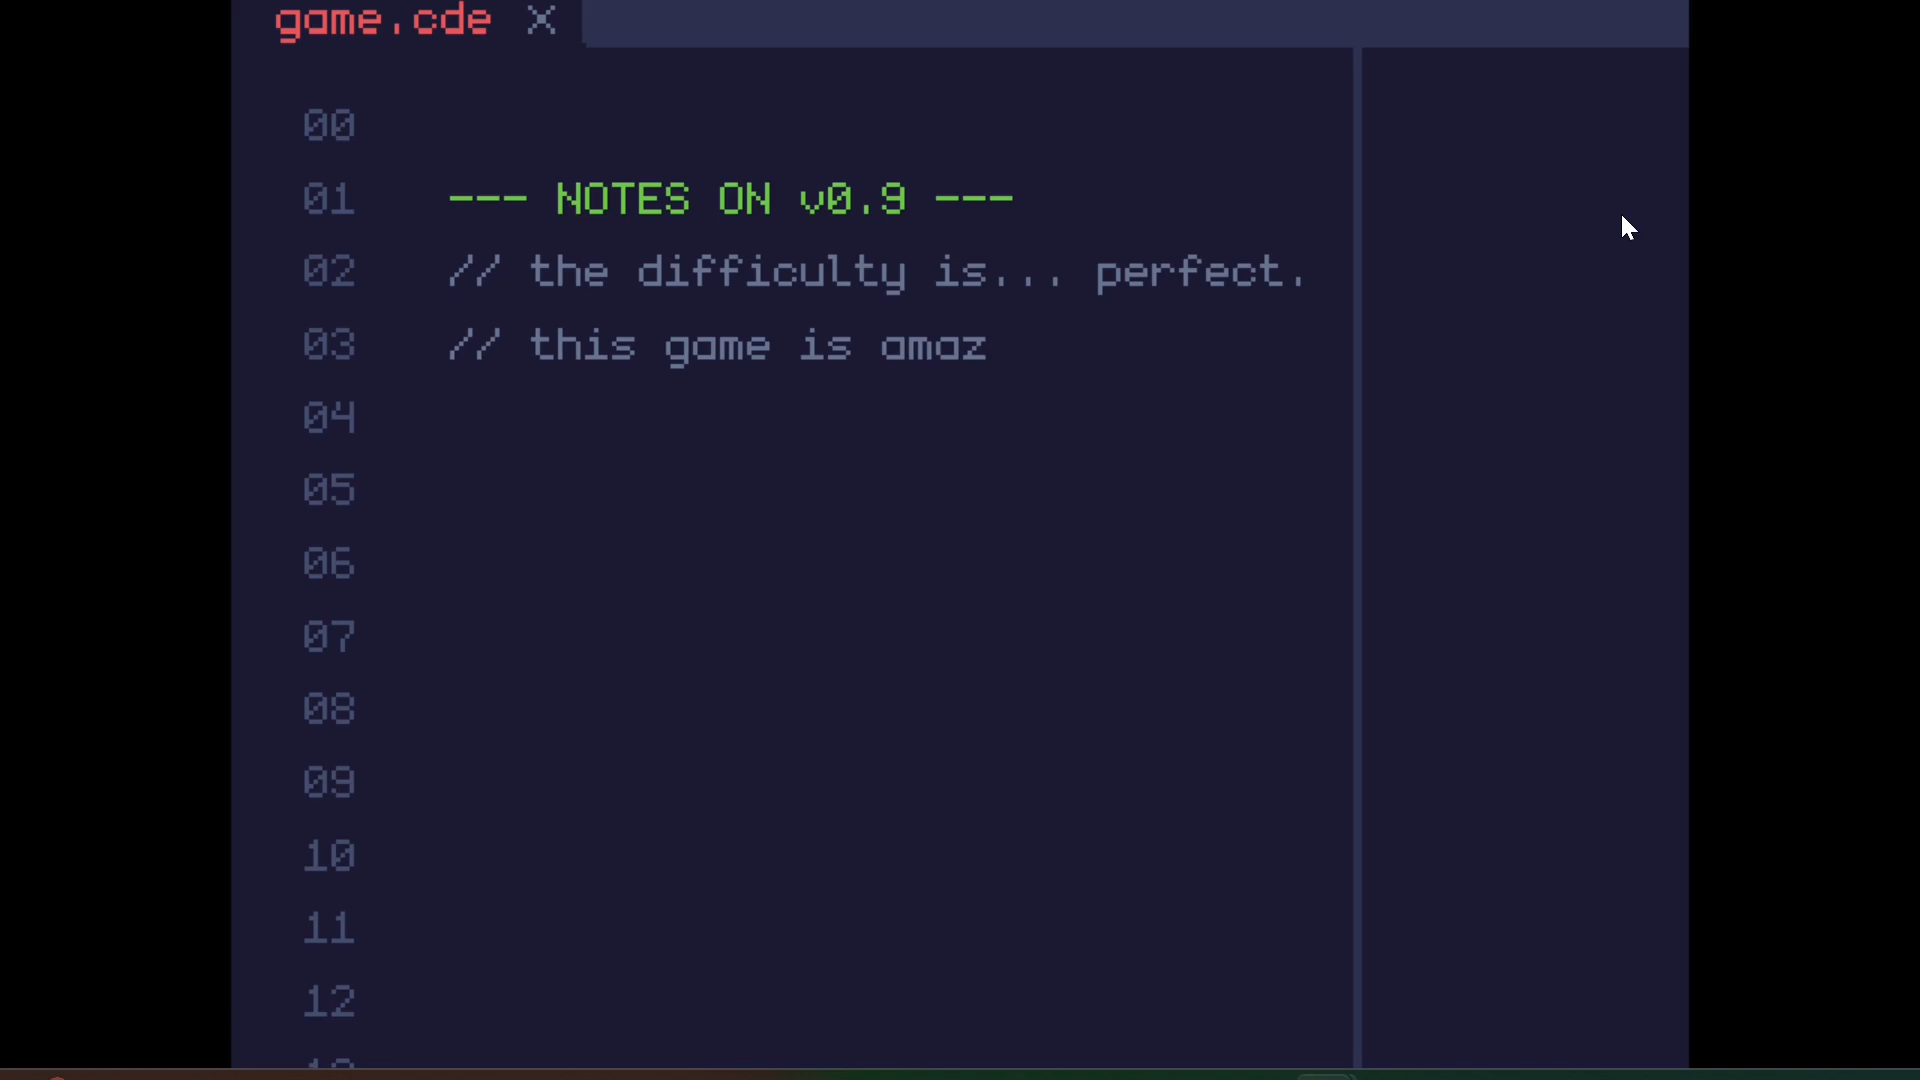 game.cde X
00
01 --- NOTES ON v0.9 ---
02 // the difficulty is... perfect.
03 // this game is amaz
04
05
06
07
08
09
10
11
12